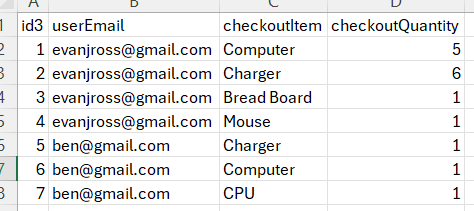 A B C D
1 id3 userEmail checkoutItem checkoutQuantity
2 1 evanjross@gmail.com Computer 5
3 2 evanjross@gmail.com Charger 6
4 3 evanjross@gmail.com Bread Board 1
5 4 evanjross@gmail.com Mouse 1
6 5 ben@gmail.com Charger 1
7 6 ben@gmail.com Computer 1
8 7 ben@gmail.com CPU 1